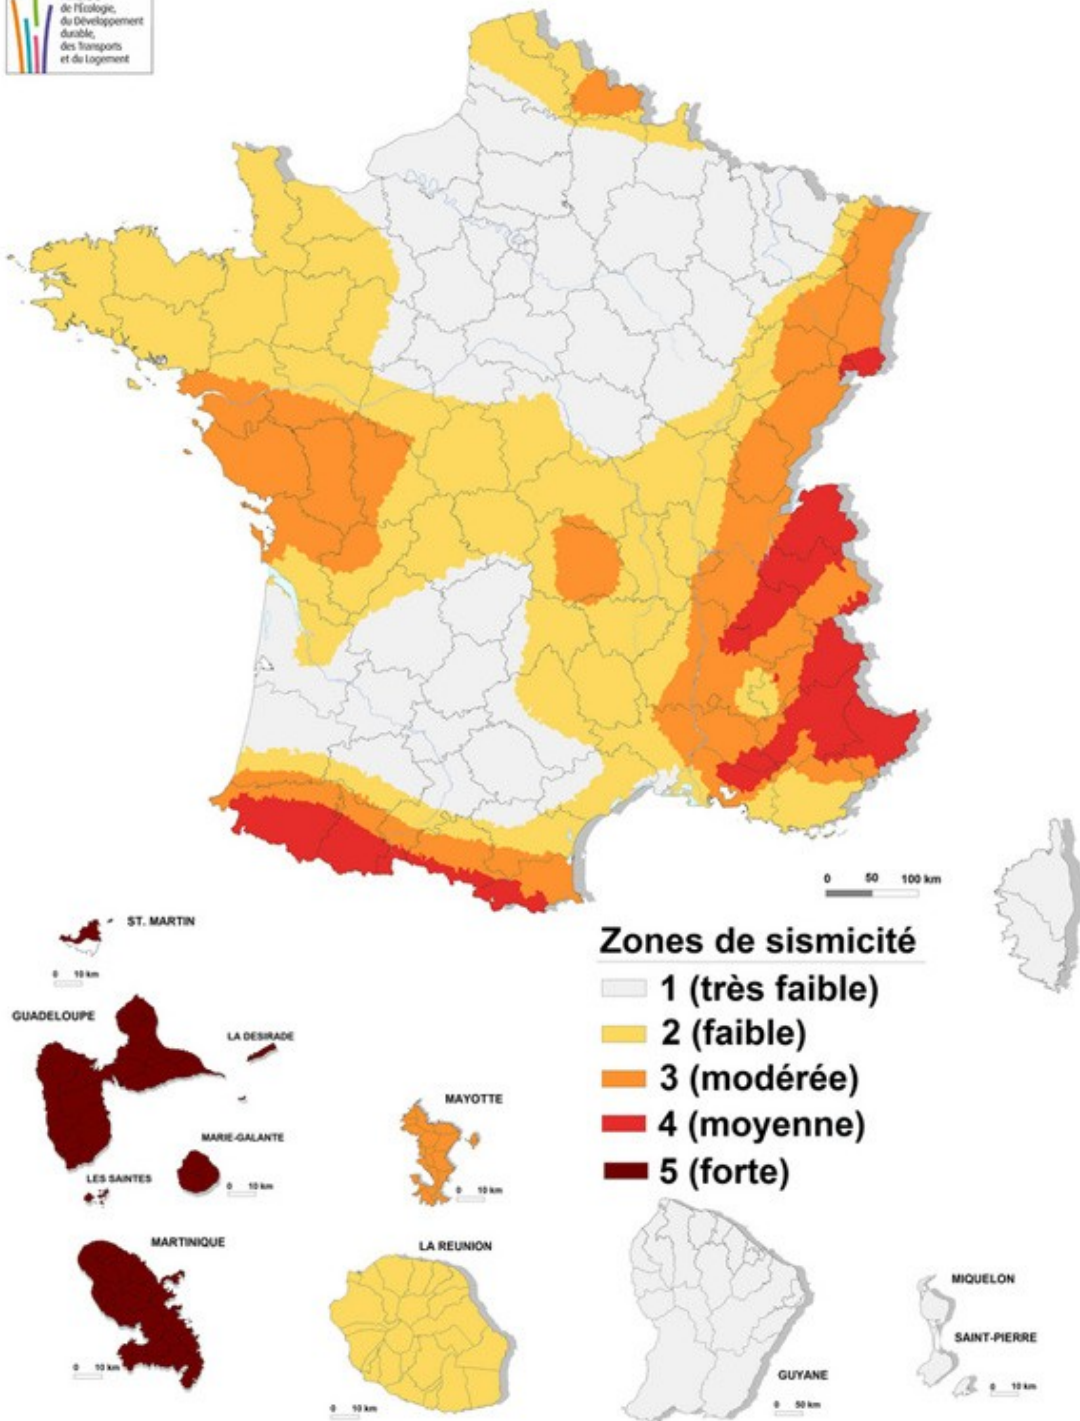 de l'Écologie,
du Développement
durable,
des Transports
et du Logement
0 50 100 km
ST. MARTIN
0 10 km
GUADELOUPE
LA DESIRADE
MARIE-GALANTE
0 10 km
LES SAINTES
MARTINIQUE
0 10 km
MAYOTTE
0 10 km
LA REUNION
0 10 km
Zones de sismicité
1 (très faible)
2 (faible)
3 (modérée)
4 (moyenne)
5 (forte)
GUYANE
0 50 km
MIQUELON
SAINT-PIERRE
0 10 km